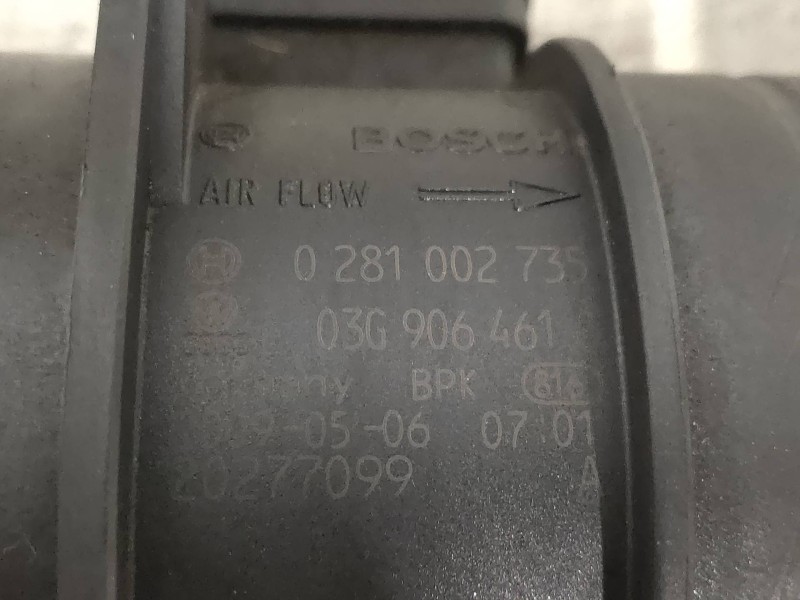 BOSCH
AIR FLOW
0 281 002 735
03G 906 461
BPK 816
-05-06 07:01
20277099 A